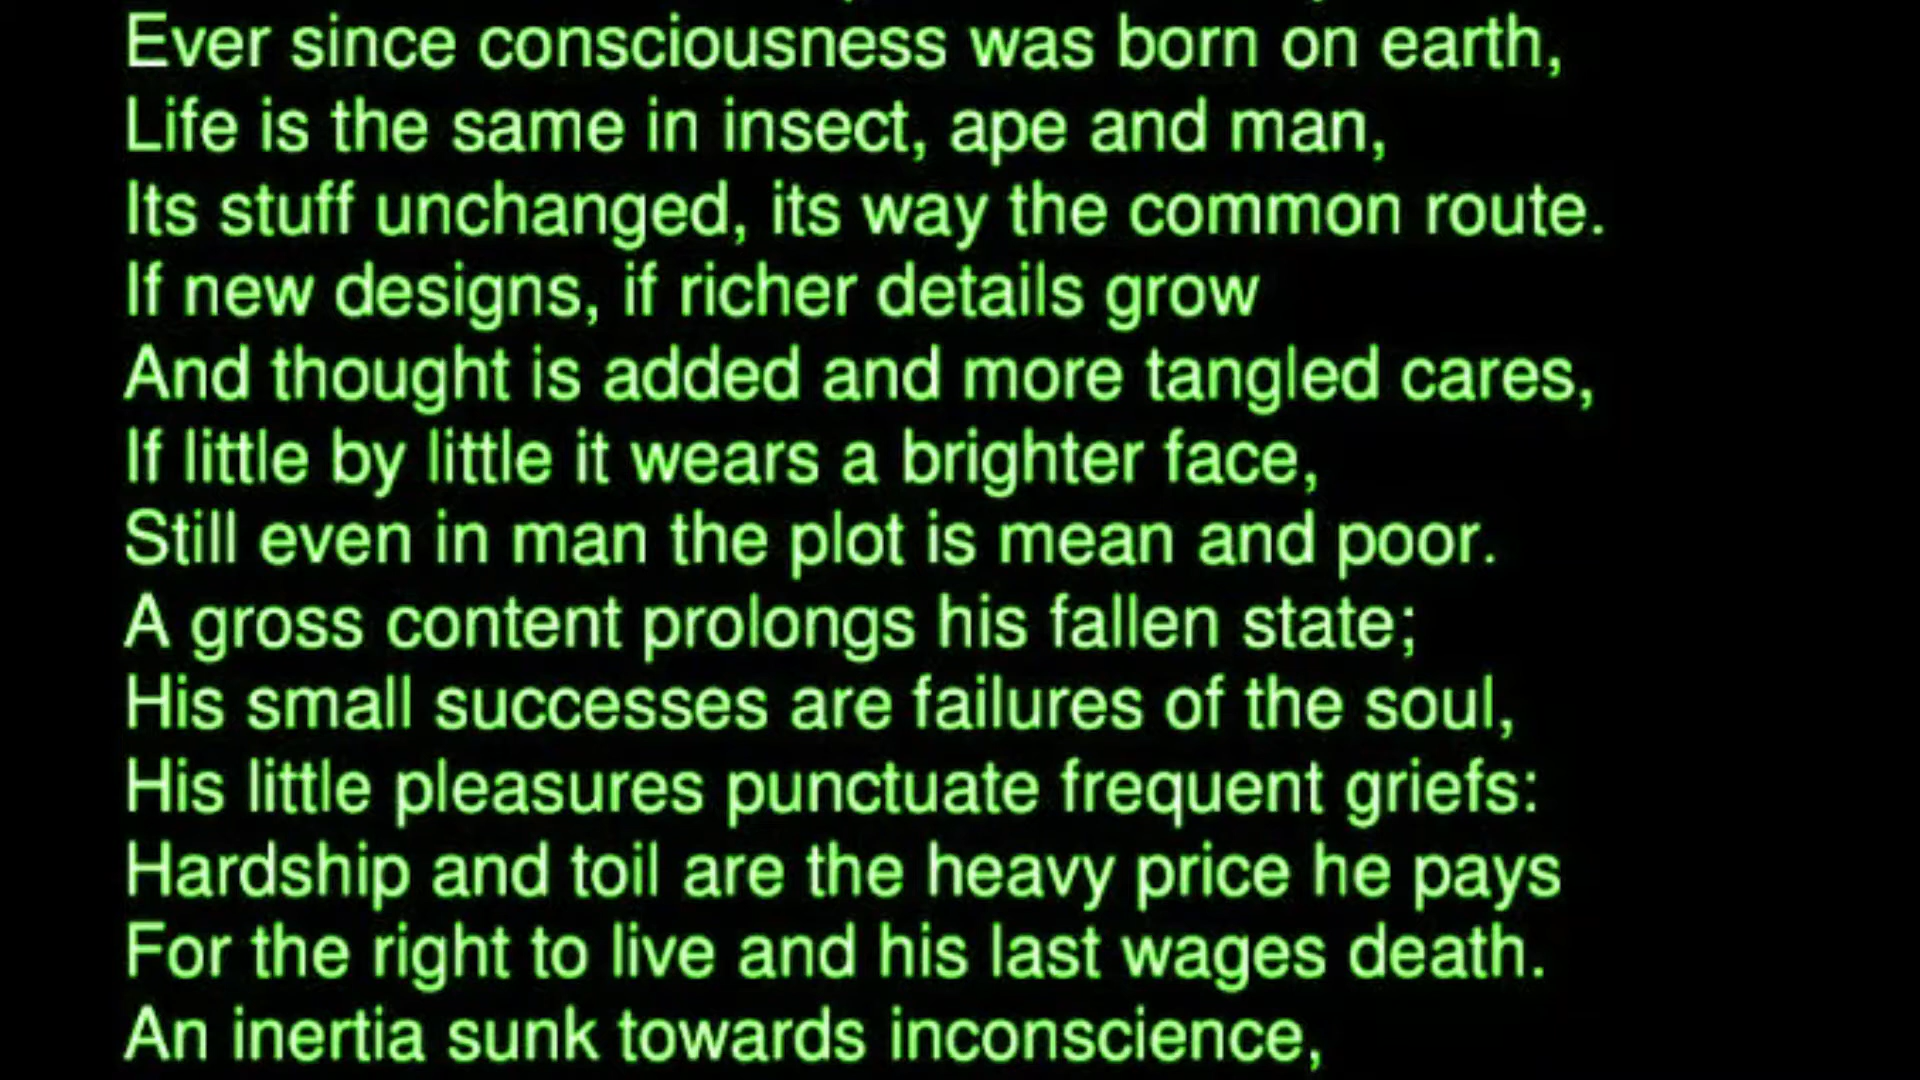 Ever since consciousness was born on earth,
Life is the same in insect, ape and man,
Its stuff unchanged, its way the common route.
If new designs, if richer details grow
And thought is added and more tangled cares,
If little by little it wears a brighter face,
Still even in man the plot is mean and poor.
A gross content prolongs his fallen state;
His small successes are failures of the soul,
His little pleasures punctuate frequent griefs:
Hardship and toil are the heavy price he pays
For the right to live and his last wages death.
An inertia sunk towards inconscience,